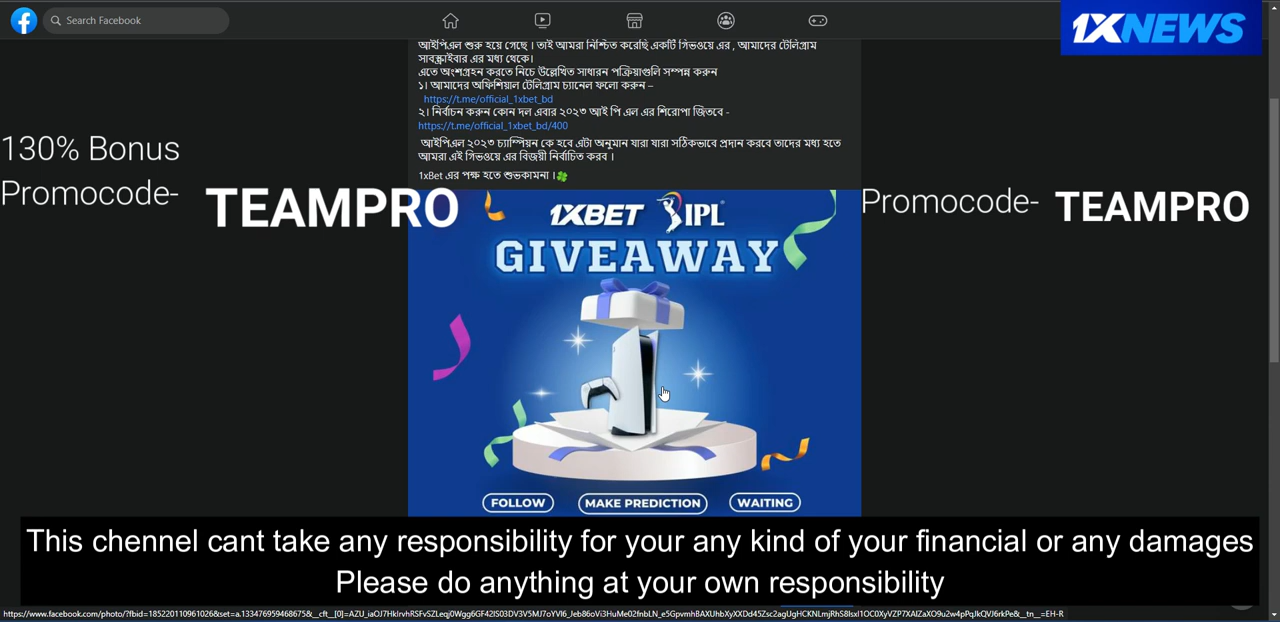 Search Facebook
1XNEWS
আইপিএল শুরু হয়ে গেছে । তাই আমরা নিশ্চিত করেছি একটি গিভওয়ে এর , আমাদের টেলিগ্রাম
সাবস্ক্রাইবার এর মধ্য থেকে।
এতে অংশগ্রহন করতে নিচে উল্লেখিত সাধারন পক্রিয়াগুলি সম্পন্ন করুন
১। আমাদের অফিশিয়াল টেলিগ্রাম চ্যানেল ফলো করুন –
https://t.me/official_1xbet_bd
২। নির্বাচন করুন কোন দল এবার ২০২৩ আই পি এল এর শিরোপা জিতবে -
https://t.me/official_1xbet_bd/400
আইপিএল ২০২৩ চ্যাম্পিয়ন কে হবে এটা অনুমান যারা যারা সঠিকভাবে প্রদান করবে তাদের মধ্য হতে
আমরা এই গিভওয়ে এর বিজয়ী নির্বাচিত করব ।
1xBet এর পক্ষ হতে শুভকামনা ।🍀
130% Bonus
Promocode- TEAMPRO
Promocode- TEAMPRO
1XBET IPL
GIVEAWAY
FOLLOW MAKE PREDICTION WAITING
This chennel cant take any responsibility for your any kind of your financial or any damages
Please do anything at your own responsibility